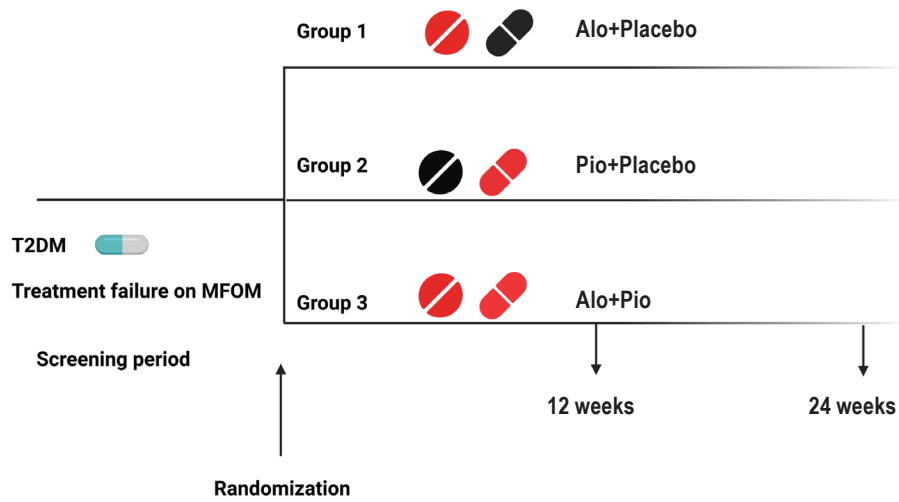 Group 1
Alo+Placebo
Group 2
Pio+Placebo
T2DM
Treatment failure on MFOM
Group 3
Alo+Pio
Screening period
12 weeks
24 weeks
Randomization